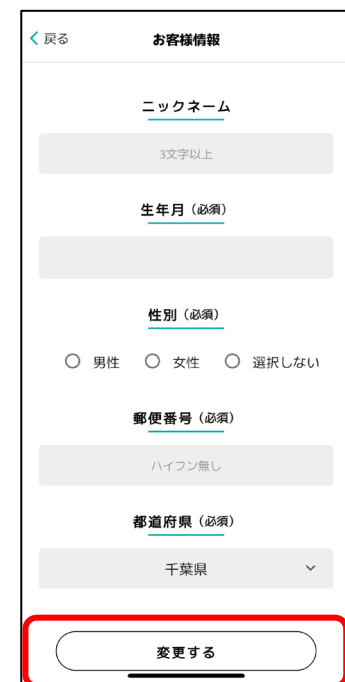 戻る お客様情報
ニックネーム
3文字以上
生年月（必須）
性別（必須）
男性 女性 選択しない
郵便番号（必須）
ハイフン無し
都道府県（必須）
千葉県
変更する